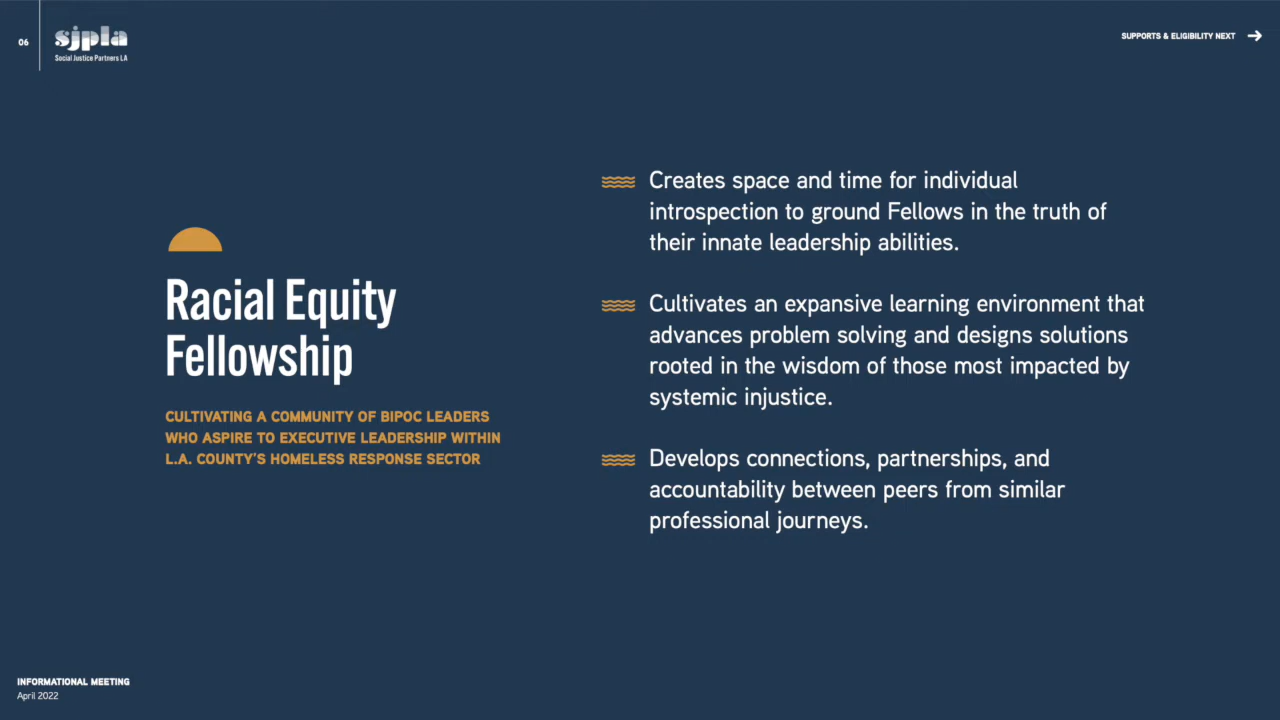 06
sjpla
Social Justice Partners LA
SUPPORTS & ELIGIBILITY NEXT
Racial Equity
Fellowship
CULTIVATING A COMMUNITY OF BIPOC LEADERS
WHO ASPIRE TO EXECUTIVE LEADERSHIP WITHIN
L.A. COUNTY'S HOMELESS RESPONSE SECTOR
Creates space and time for individual
introspection to ground Fellows in the truth of
their innate leadership abilities.
Cultivates an expansive learning environment that
advances problem solving and designs solutions
rooted in the wisdom of those most impacted by
systemic injustice.
Develops connections, partnerships, and
accountability between peers from similar
professional journeys.
INFORMATIONAL MEETING
April 2022